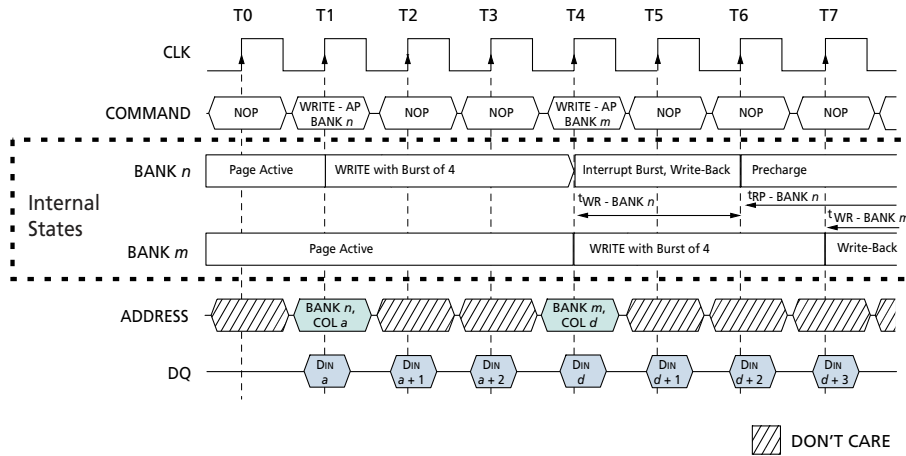 T0 T1 T2 T3 T4 T5 T6 T7
CLK
COMMAND NOP WRITE - AP BANK n NOP NOP WRITE - AP BANK m NOP NOP NOP
Internal States
BANK n Page Active WRITE with Burst of 4 Interrupt Burst, Write-Back Precharge
tWR - BANK n tRP - BANK n
tWR - BANK m
BANK m Page Active WRITE with Burst of 4 Write-Back
ADDRESS BANK n, COL a BANK m, COL d
DQ DIN a DIN a + 1 DIN a + 2 DIN d DIN d + 1 DIN d + 2 DIN d + 3
DON'T CARE